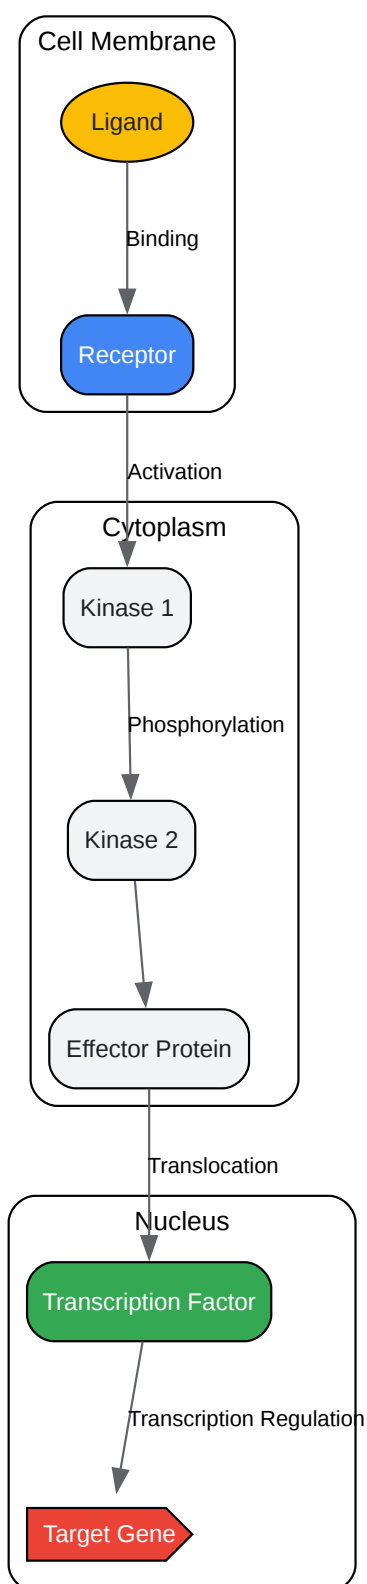 Cell Membrane
Ligand
Binding
Receptor
Activation
Cytoplasm
Kinase 1
Phosphorylation
Kinase 2
Effector Protein
Translocation
Nucleus
Transcription Factor
Transcription Regulation
Target Gene